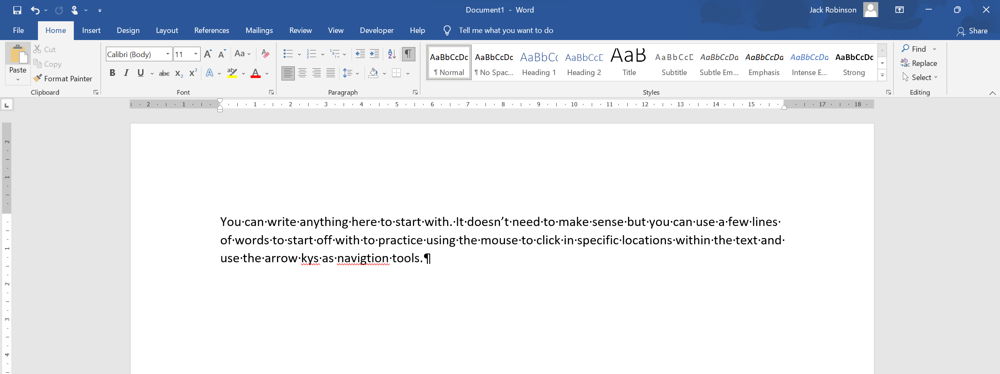 Document1 - Word
Jack Robinson
File Home Insert Design Layout References Mailings Review View Developer Help Tell me what you want to do
Share
Paste
Cut
Copy
Format Painter
Clipboard
Calibri (Body) 11
Font
Paragraph
AaBbCcDc AaBbCcDc AaBbCc AaBbCcD AaB AaBbCcD AaBbCcDa AaBbCcDa AaBbCcDa AaBbCcDd
¶ Normal ¶ No Spac... Heading 1 Heading 2 Title Subtitle Subtle Em... Emphasis Intense E... Strong
Styles
Find
Replace
Select
Editing
2 1 1 2 3 4 5 6 7 8 9 10 11 12 13 14 15 17 18
2
1
1
2
3
4
You·can·write·anything·here·to·start·with.·It·doesn’t·need·to·make·sense·but·you·can·use·a·few·lines·
of·words·to·start·off·with·to·practice·using·the·mouse·to·click·in·specific·locations·within·the·text·and·
use·the·arrow·kys·as·navigtion·tools.¶